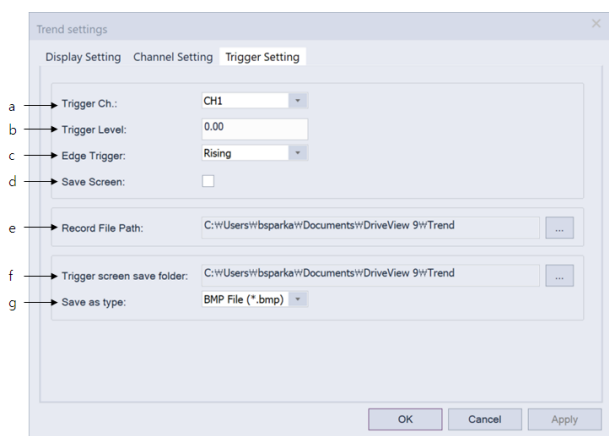 Trend settings
Display Setting Channel Setting Trigger Setting
a Trigger Ch.: CH1
b Trigger Level: 0.00
c Edge Trigger: Rising
d Save Screen:
e Record File Path: C:₩Users₩bsparka₩Documents₩DriveView 9₩Trend ...
f Trigger screen save folder: C:₩Users₩bsparka₩Documents₩DriveView 9₩Trend ...
g Save as type: BMP File (*.bmp)
OK Cancel Apply